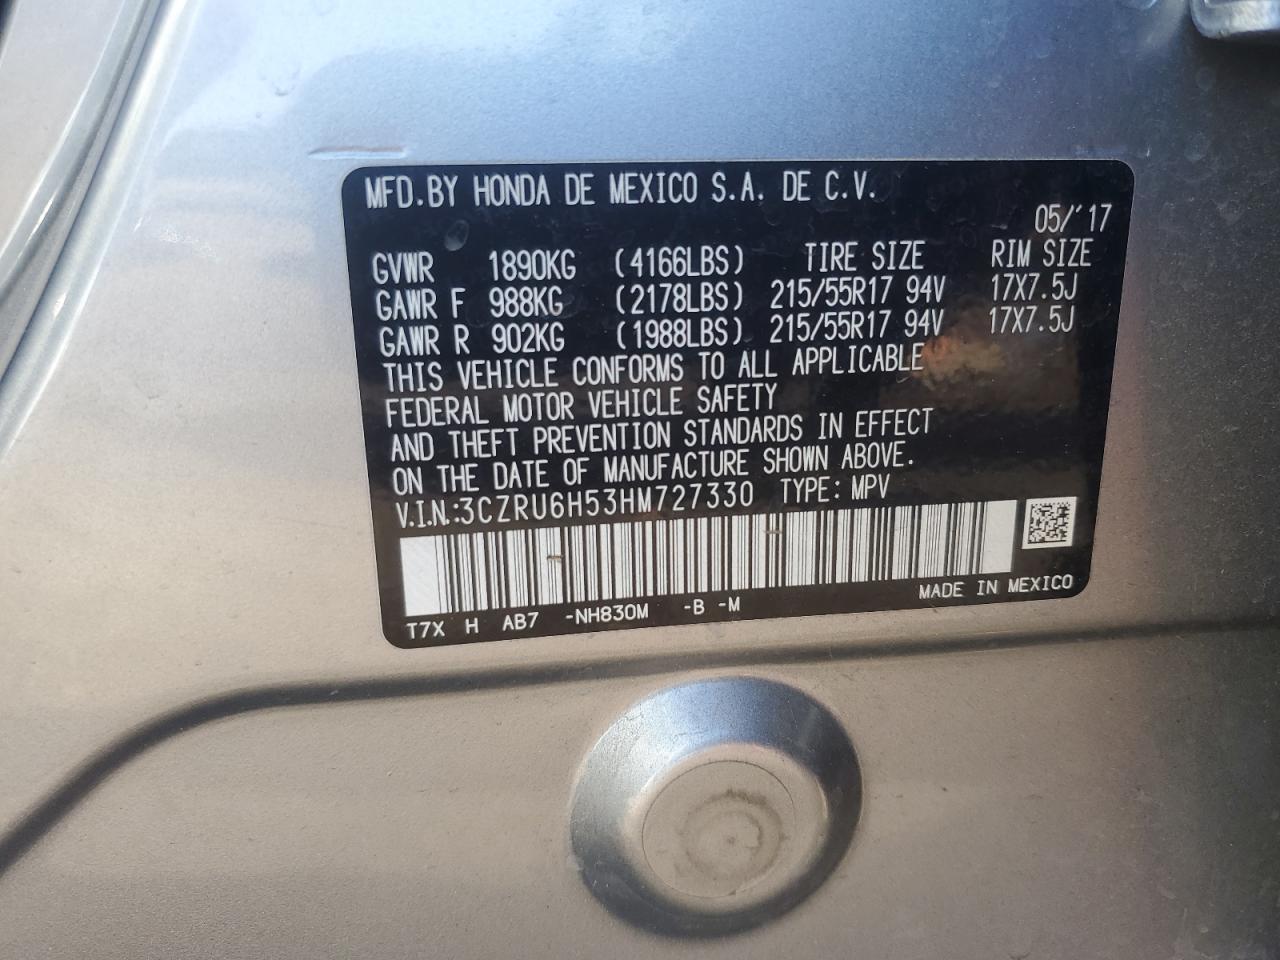 MFD.BY HONDA DE MEXICO S.A. DE C.V.
05/'17
GVWR 1890KG (4166LBS) TIRE SIZE RIM SIZE
GAWR F 988KG (2178LBS) 215/55R17 94V 17X7.5J
GAWR R 902KG (1988LBS) 215/55R17 94V 17X7.5J
THIS VEHICLE CONFORMS TO ALL APPLICABLE
FEDERAL MOTOR VEHICLE SAFETY
AND THEFT PREVENTION STANDARDS IN EFFECT
ON THE DATE OF MANUFACTURE SHOWN ABOVE.
V.I.N.:3CZRU6H53HM727330 TYPE: MPV
T7X H AB7 -NH830M -B -M MADE IN MEXICO